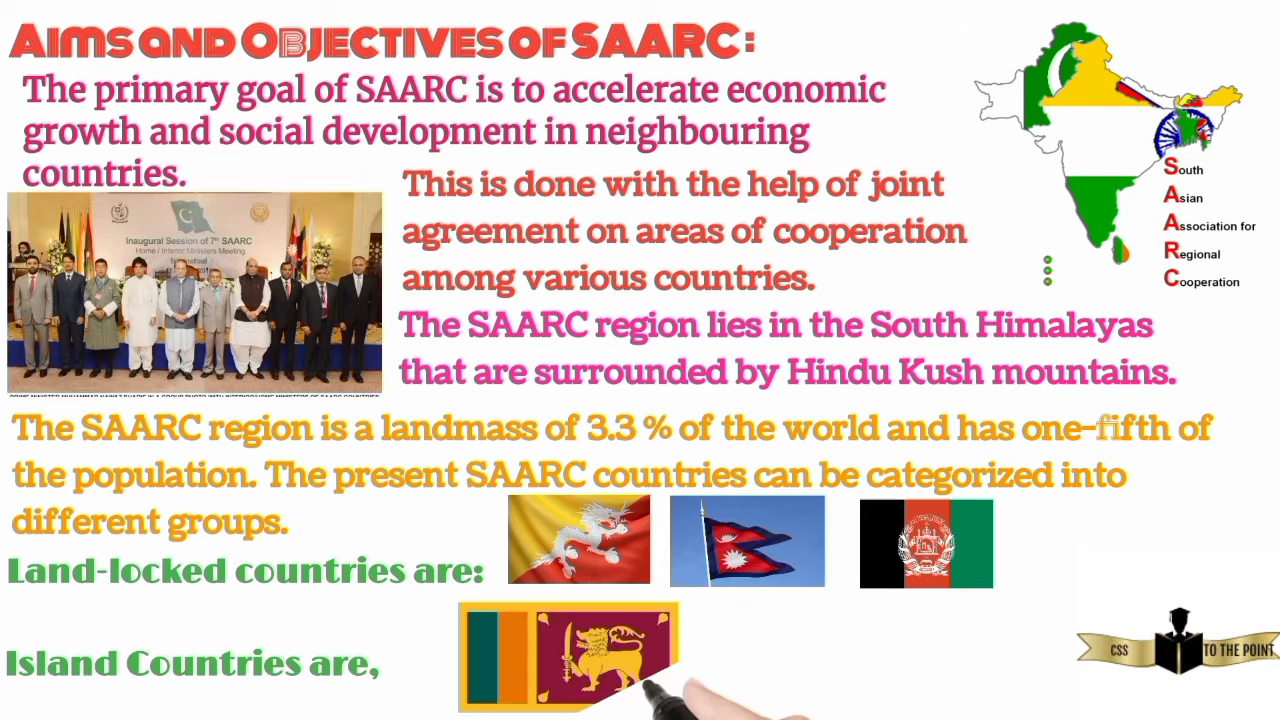 Aims and Objectives of SAARC :
The primary goal of SAARC is to accelerate economic
growth and social development in neighbouring
countries.
This is done with the help of joint
agreement on areas of cooperation
among various countries.
The SAARC region lies in the South Himalayas
that are surrounded by Hindu Kush mountains.
The SAARC region is a landmass of 3.3 % of the world and has one-fifth of
the population. The present SAARC countries can be categorized into
different groups.
Land-locked countries are:
Island Countries are,
South
Asian
Association for
Regional
Cooperation
Inaugural Session of 7th SAARC
Home / Interior Ministers Meeting
CSS TO THE POINT